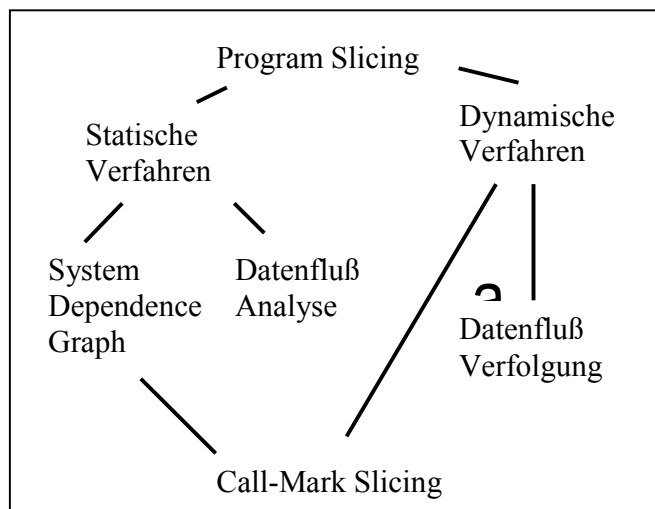 Program Slicing
Statische
Verfahren
Dynamische
Verfahren
System
Dependence
Graph
Datenfluß
Analyse
Datenfluß
Verfolgung
Call-Mark Slicing